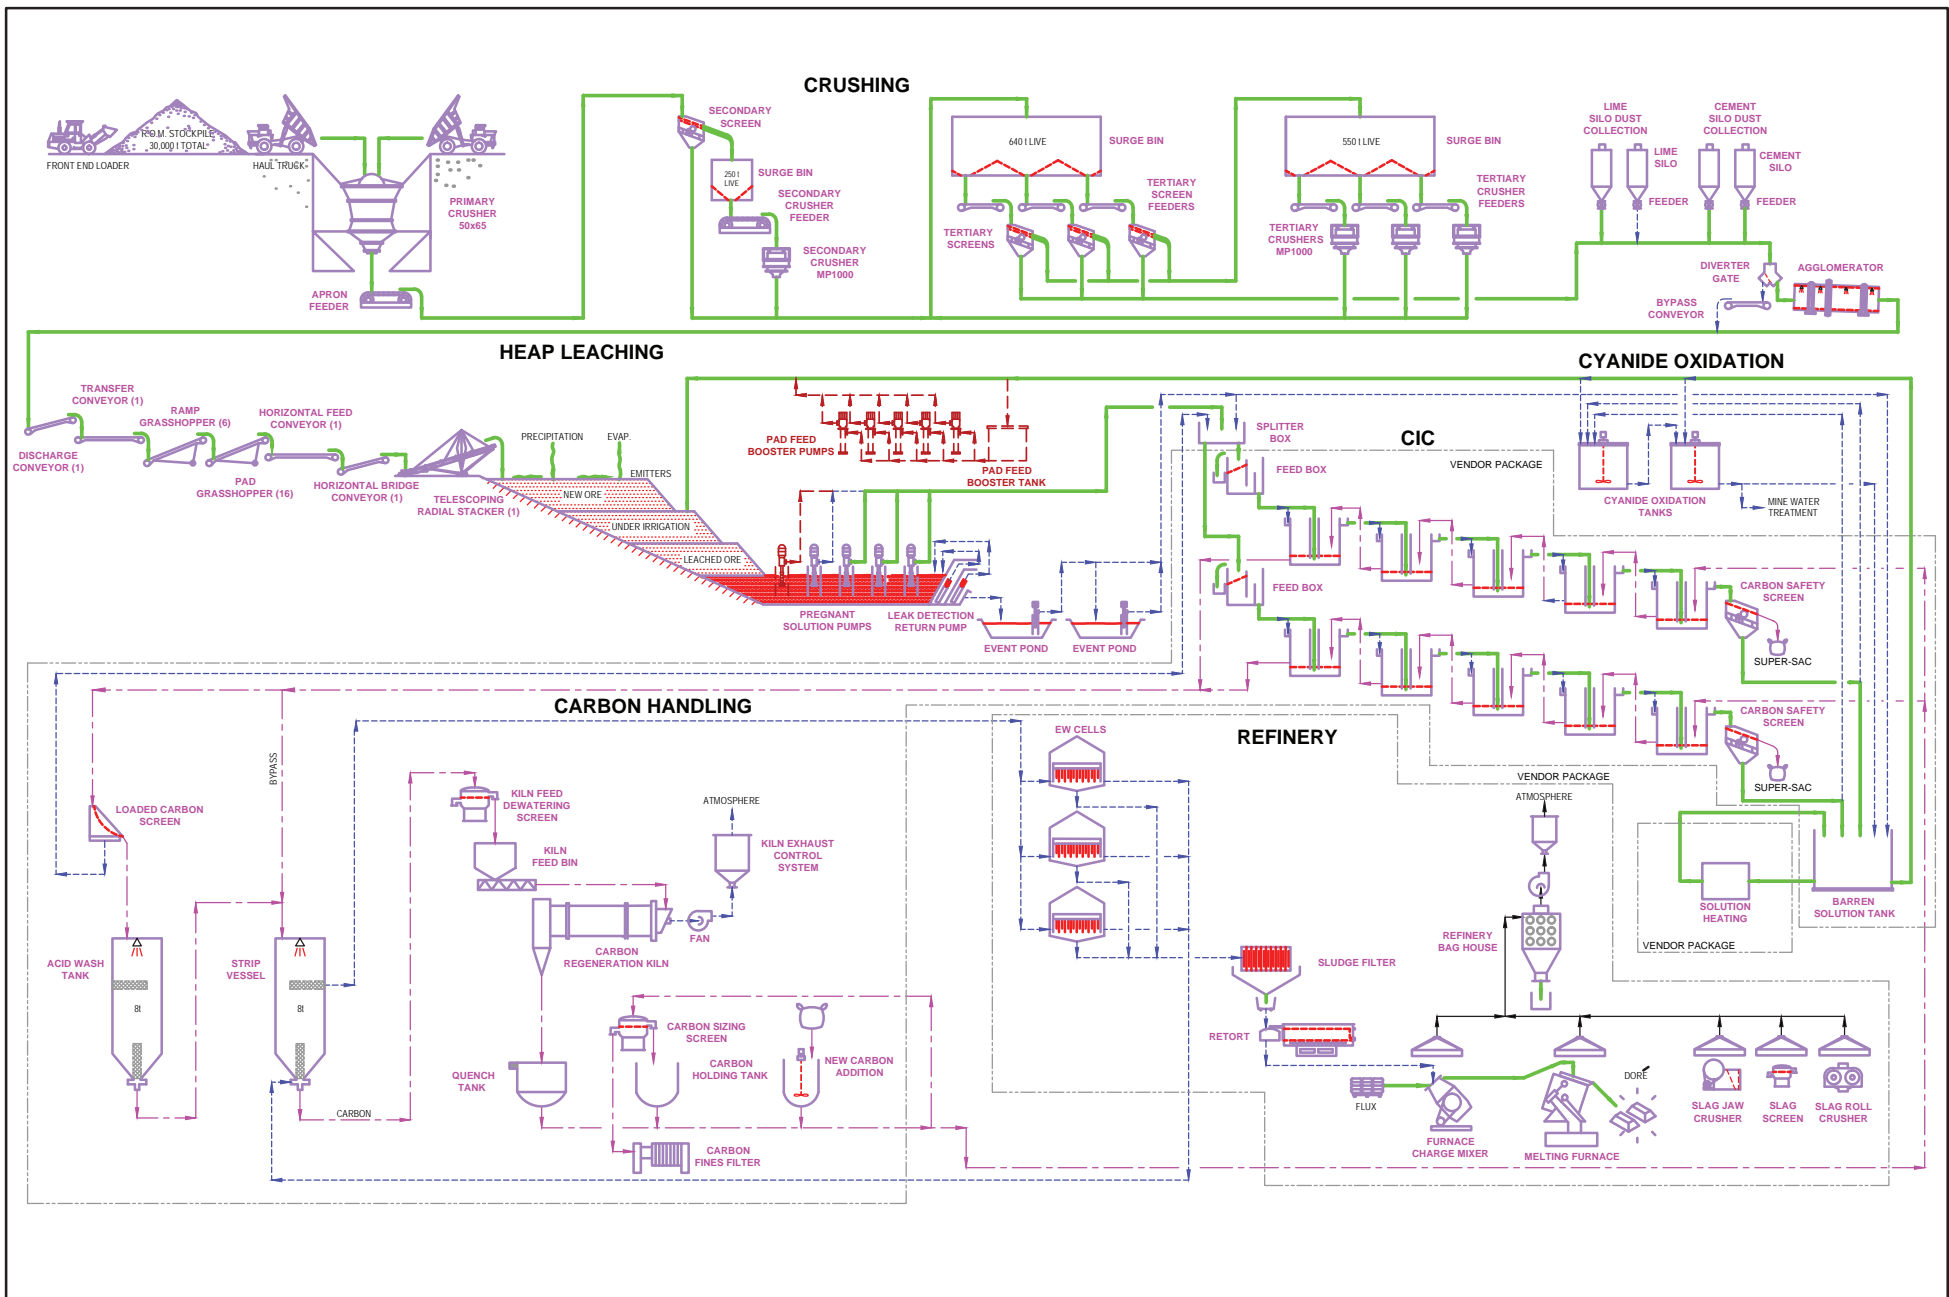 CRUSHING
R.O.M. STOCKPILE
30,000 t TOTAL
FRONT END LOADER
HAUL TRUCK
PRIMARY
CRUSHER
50x65
APRON
FEEDER
SECONDARY
SCREEN
250 t
LIVE
SURGE BIN
SECONDARY
CRUSHER
FEEDER
SECONDARY
CRUSHER
MP1000
640 t LIVE
SURGE BIN
TERTIARY
SCREEN
FEEDERS
TERTIARY
SCREENS
550 t LIVE
SURGE BIN
TERTIARY
CRUSHER
FEEDERS
TERTIARY
CRUSHERS
MP1000
LIME
SILO DUST
COLLECTION
CEMENT
SILO DUST
COLLECTION
LIME
SILO
CEMENT
SILO
FEEDER
FEEDER
DIVERTER
GATE
AGGLOMERATOR
BYPASS
CONVEYOR
HEAP LEACHING
TRANSFER
CONVEYOR (1)
RAMP
GRASSHOPPER (6)
HORIZONTAL FEED
CONVEYOR (1)
DISCHARGE
CONVEYOR (1)
PAD
GRASSHOPPER (16)
HORIZONTAL BRIDGE
CONVEYOR (1)
TELESCOPING
RADIAL STACKER (1)
PRECIPITATION
EVAP.
EMITTERS
NEW ORE
UNDER IRRIGATION
LEACHED ORE
PAD FEED
BOOSTER PUMPS
PAD FEED
BOOSTER TANK
PREGNANT
SOLUTION PUMPS
LEAK DETECTION
RETURN PUMP
EVENT POND
EVENT POND
CYANIDE OXIDATION
CYANIDE OXIDATION
TANKS
MINE WATER
TREATMENT
CIC
VENDOR PACKAGE
SPLITTER
BOX
FEED BOX
FEED BOX
CARBON SAFETY
SCREEN
SUPER-SAC
CARBON SAFETY
SCREEN
SUPER-SAC
CARBON HANDLING
BYPASS
LOADED CARBON
SCREEN
ACID WASH
TANK
8t
STRIP
VESSEL
8t
CARBON
KILN FEED
DEWATERING
SCREEN
KILN
FEED BIN
ATMOSPHERE
KILN EXHAUST
CONTROL
SYSTEM
FAN
CARBON
REGENERATION KILN
QUENCH
TANK
CARBON SIZING
SCREEN
CARBON
HOLDING TANK
NEW CARBON
ADDITION
CARBON
FINES FILTER
REFINERY
EW CELLS
VENDOR PACKAGE
ATMOSPHERE
REFINERY
BAG HOUSE
SLUDGE FILTER
RETORT
FLUX
FURNACE
CHARGE MIXER
MELTING FURNACE
DORÉ
SLAG JAW
CRUSHER
SLAG
SCREEN
SLAG ROLL
CRUSHER
SOLUTION
HEATING
VENDOR PACKAGE
BARREN
SOLUTION TANK